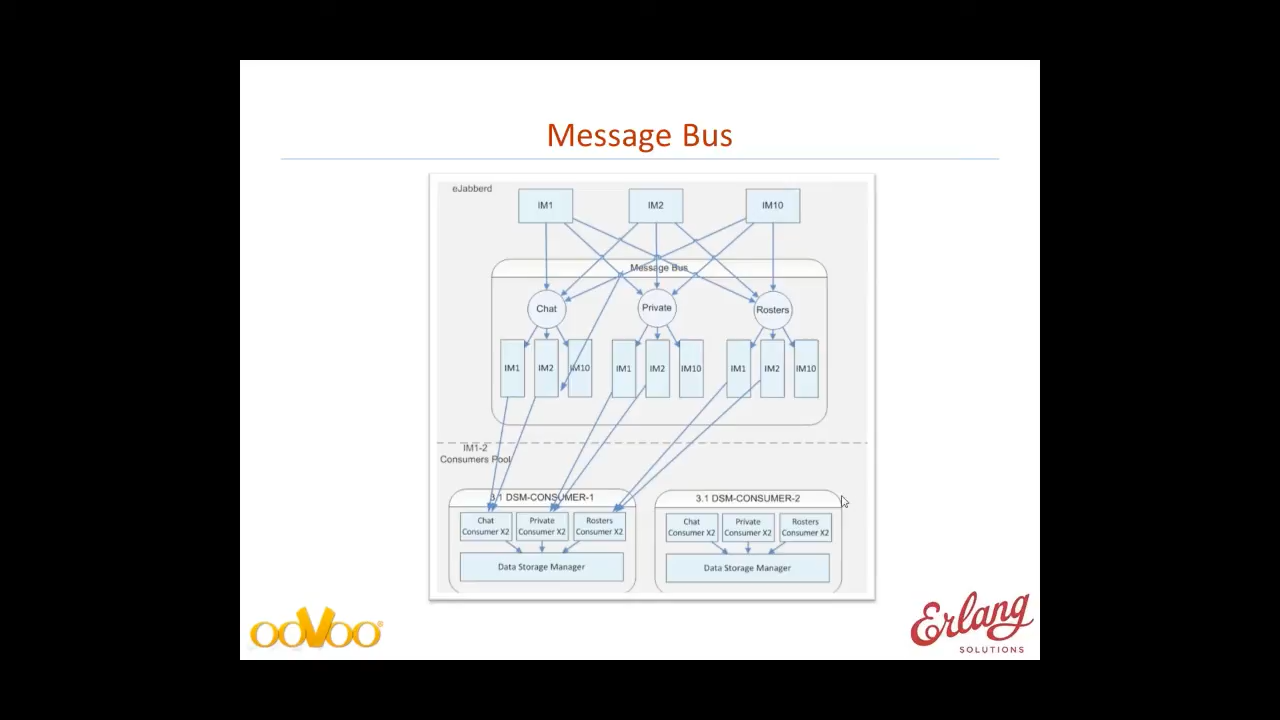 Message Bus
eJabberd
IM1
IM2
IM10
Message Bus
Chat
Private
Rosters
IM1
IM2
IM10
IM1
IM2
IM10
IM1
IM2
IM10
IM1-2
Consumers Pool
3.1 DSM-CONSUMER-1
3.1 DSM-CONSUMER-2
Chat
Consumer X2
Private
Consumer X2
Rosters
Consumer X2
Chat
Consumer X2
Private
Consumer X2
Rosters
Consumer X2
Data Storage Manager
Data Storage Manager
ooVoo®
Erlang
SOLUTIONS